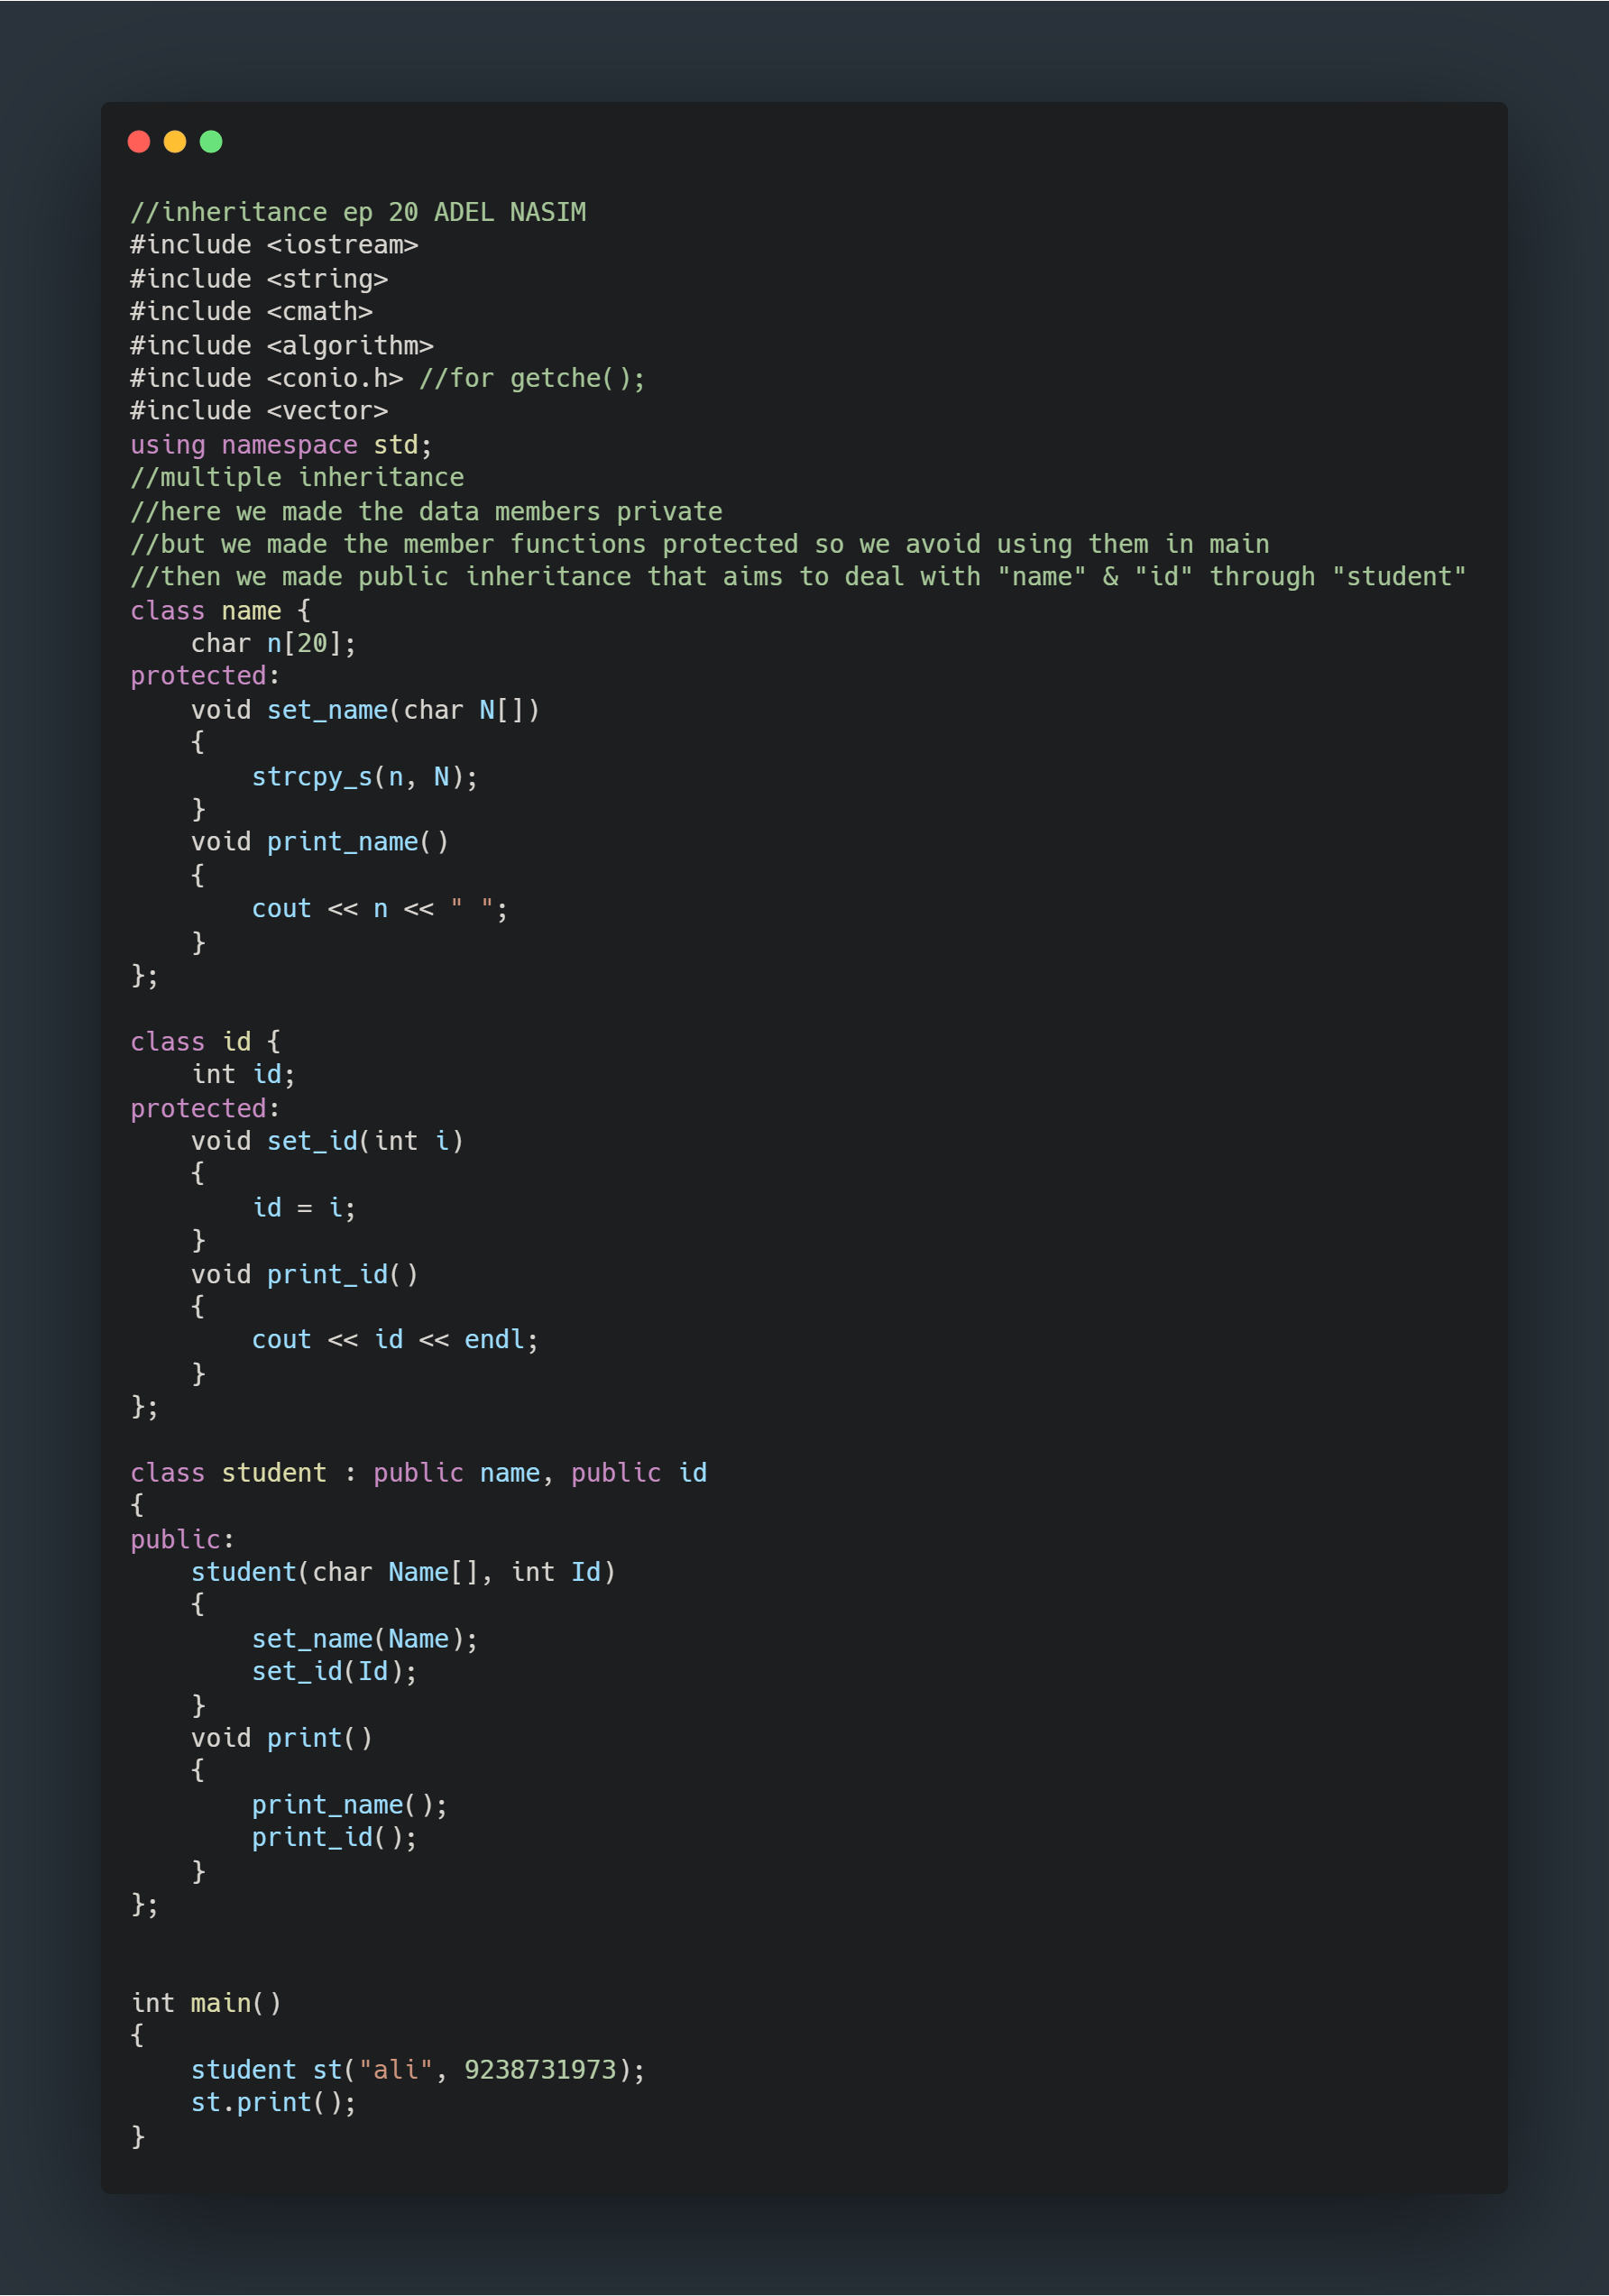 //inheritance ep 20 ADEL NASIM
#include <iostream>
#include <string>
#include <cmath>
#include <algorithm>
#include <conio.h> //for getche();
#include <vector>
using namespace std;
//multiple inheritance
//here we made the data members private
//but we made the member functions protected so we avoid using them in main
//then we made public inheritance that aims to deal with "name" & "id" through "student"
class name {
    char n[20];
protected:
    void set_name(char N[])
    {
        strcpy_s(n, N);
    }
    void print_name()
    {
        cout << n << " ";
    }
};

class id {
    int id;
protected:
    void set_id(int i)
    {
        id = i;
    }
    void print_id()
    {
        cout << id << endl;
    }
};

class student : public name, public id
{
public:
    student(char Name[], int Id)
    {
        set_name(Name);
        set_id(Id);
    }
    void print()
    {
        print_name();
        print_id();
    }
};


int main()
{
    student st("ali", 9238731973);
    st.print();
}